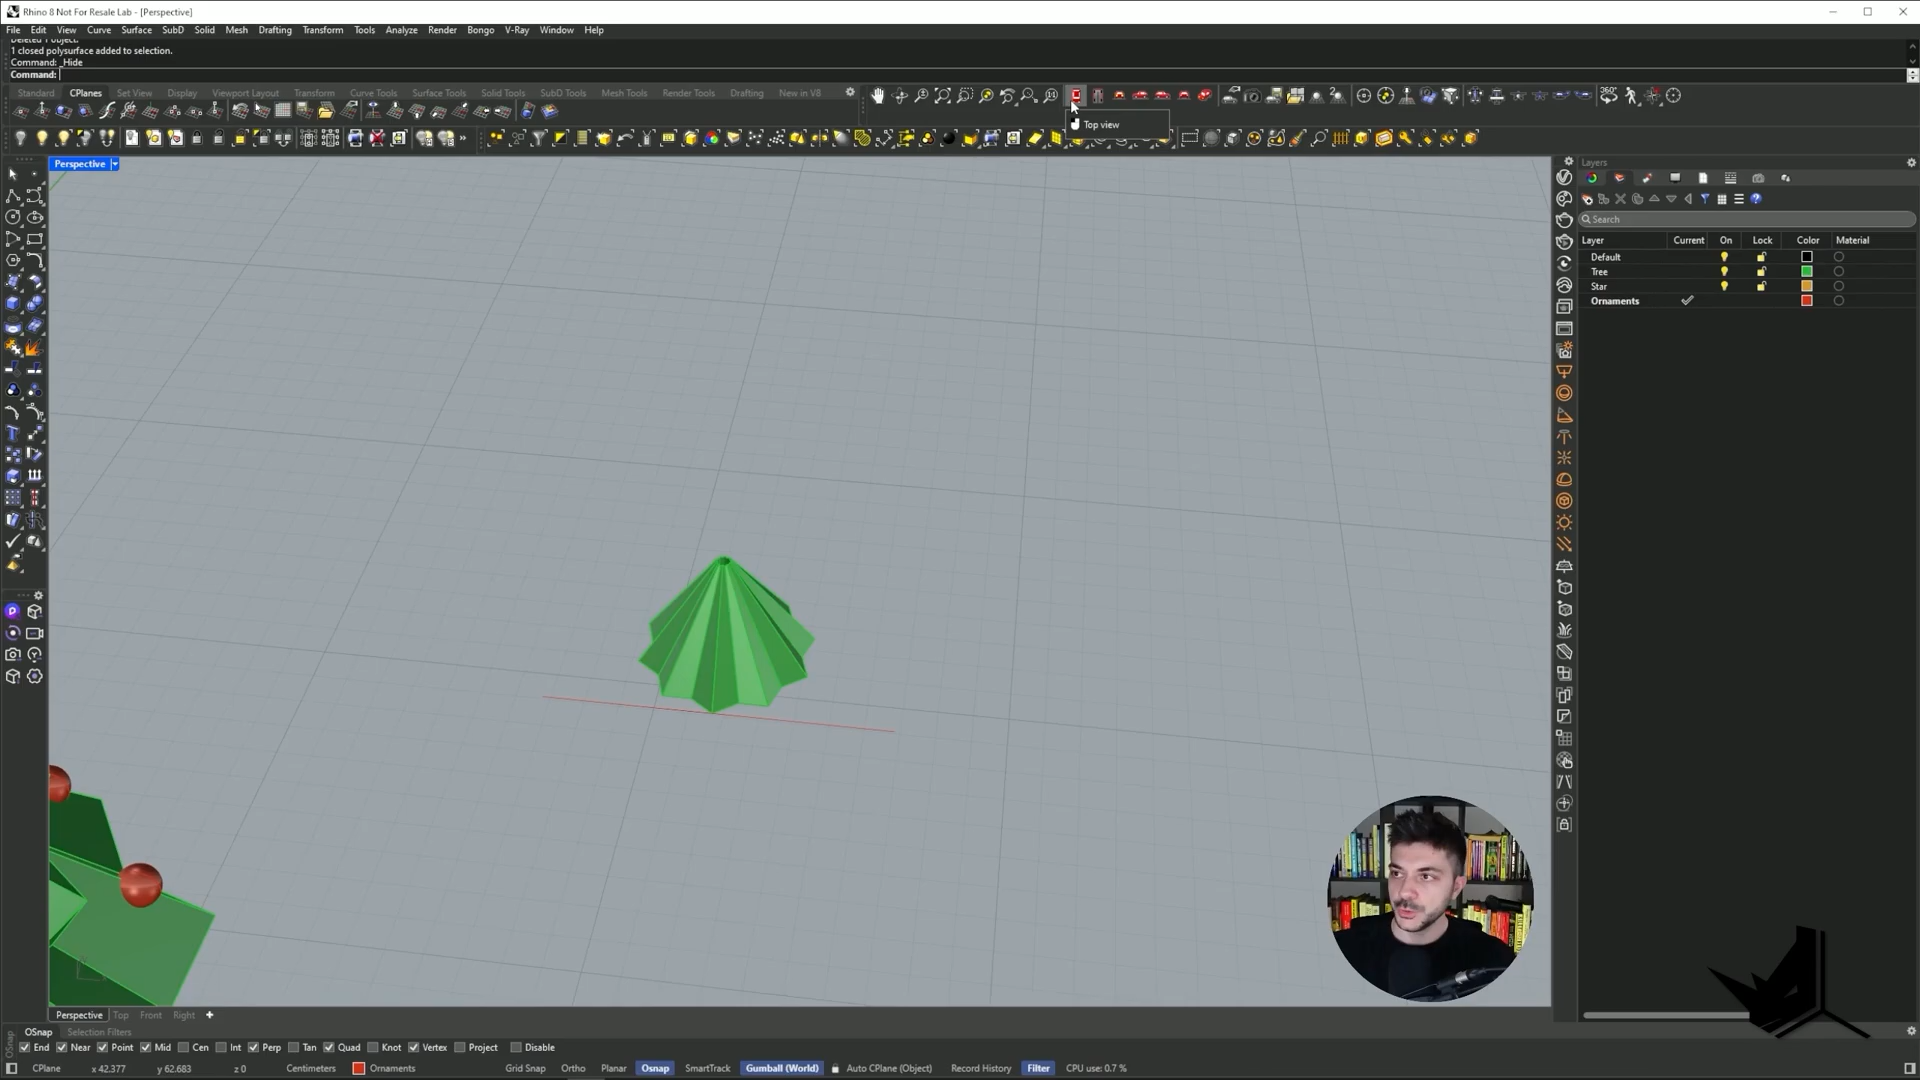 Rhino 8 Not For Resale Lab - [Perspective]
File Edit View Curve Surface SubD Solid Mesh Drafting Transform Tools Analyze Render Bongo V-Ray Window Help
Deleted 1 object.
1 closed polysurface added to selection.
Command: _Hide
Command:
Standard CPlanes Set View Display Viewport Layout Transform Curve Tools Surface Tools Solid Tools SubD Tools Mesh Tools Render Tools Drafting New in V8
Top view
Perspective
Layers
Search
Layer Current On Lock Color Material
Default
Tree
Star
Ornaments
Perspective Top Front Right
OSnap Selection Filters
End Near Point Mid Cen Int Perp Tan Quad Knot Vertex Project Disable
CPlane x 42.377 y 62.683 z 0 Centimeters Ornaments Grid Snap Ortho Planar Osnap SmartTrack Gumball (World) Auto CPlane (Object) Record History Filter CPU use: 0.7 %